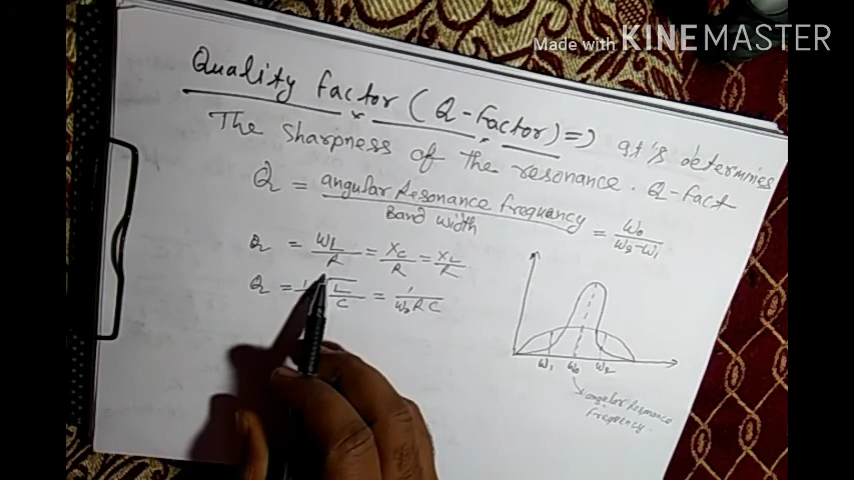 Made with KINEMASTER
Quality factor (Q-factor) => It's determines
The sharpness of the resonance. Q-fact
Q = angular Resonance frequency / Band width = ω₀ / ω₂-ω₁
Q = ωL / R = Xc / R = XL / R
Q = √L / C = 1 / ω₀RC
ω₁ ω₀ ω₂
angular Resonance
Frequency.